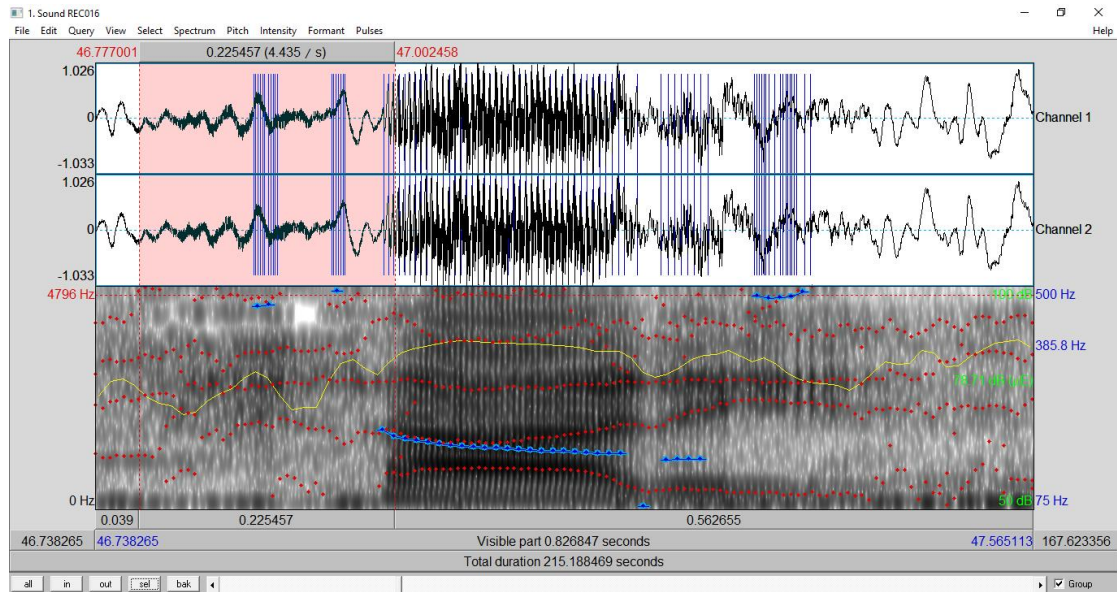 1. Sound REC016
File Edit Query View Select Spectrum Pitch Intensity Formant Pulses Help
46.777001 0.225457 (4.435 / s) 47.002458
1.026
0 Channel 1
-1.033
1.026
0 Channel 2
-1.033
4796 Hz 100 dB 500 Hz
385.8 Hz
0 Hz 50 dB 75 Hz
0.039 0.225457 0.562655
46.738265 46.738265 Visible part 0.826847 seconds 47.565113 167.623356
Total duration 215.188469 seconds
all in out sel bak Group